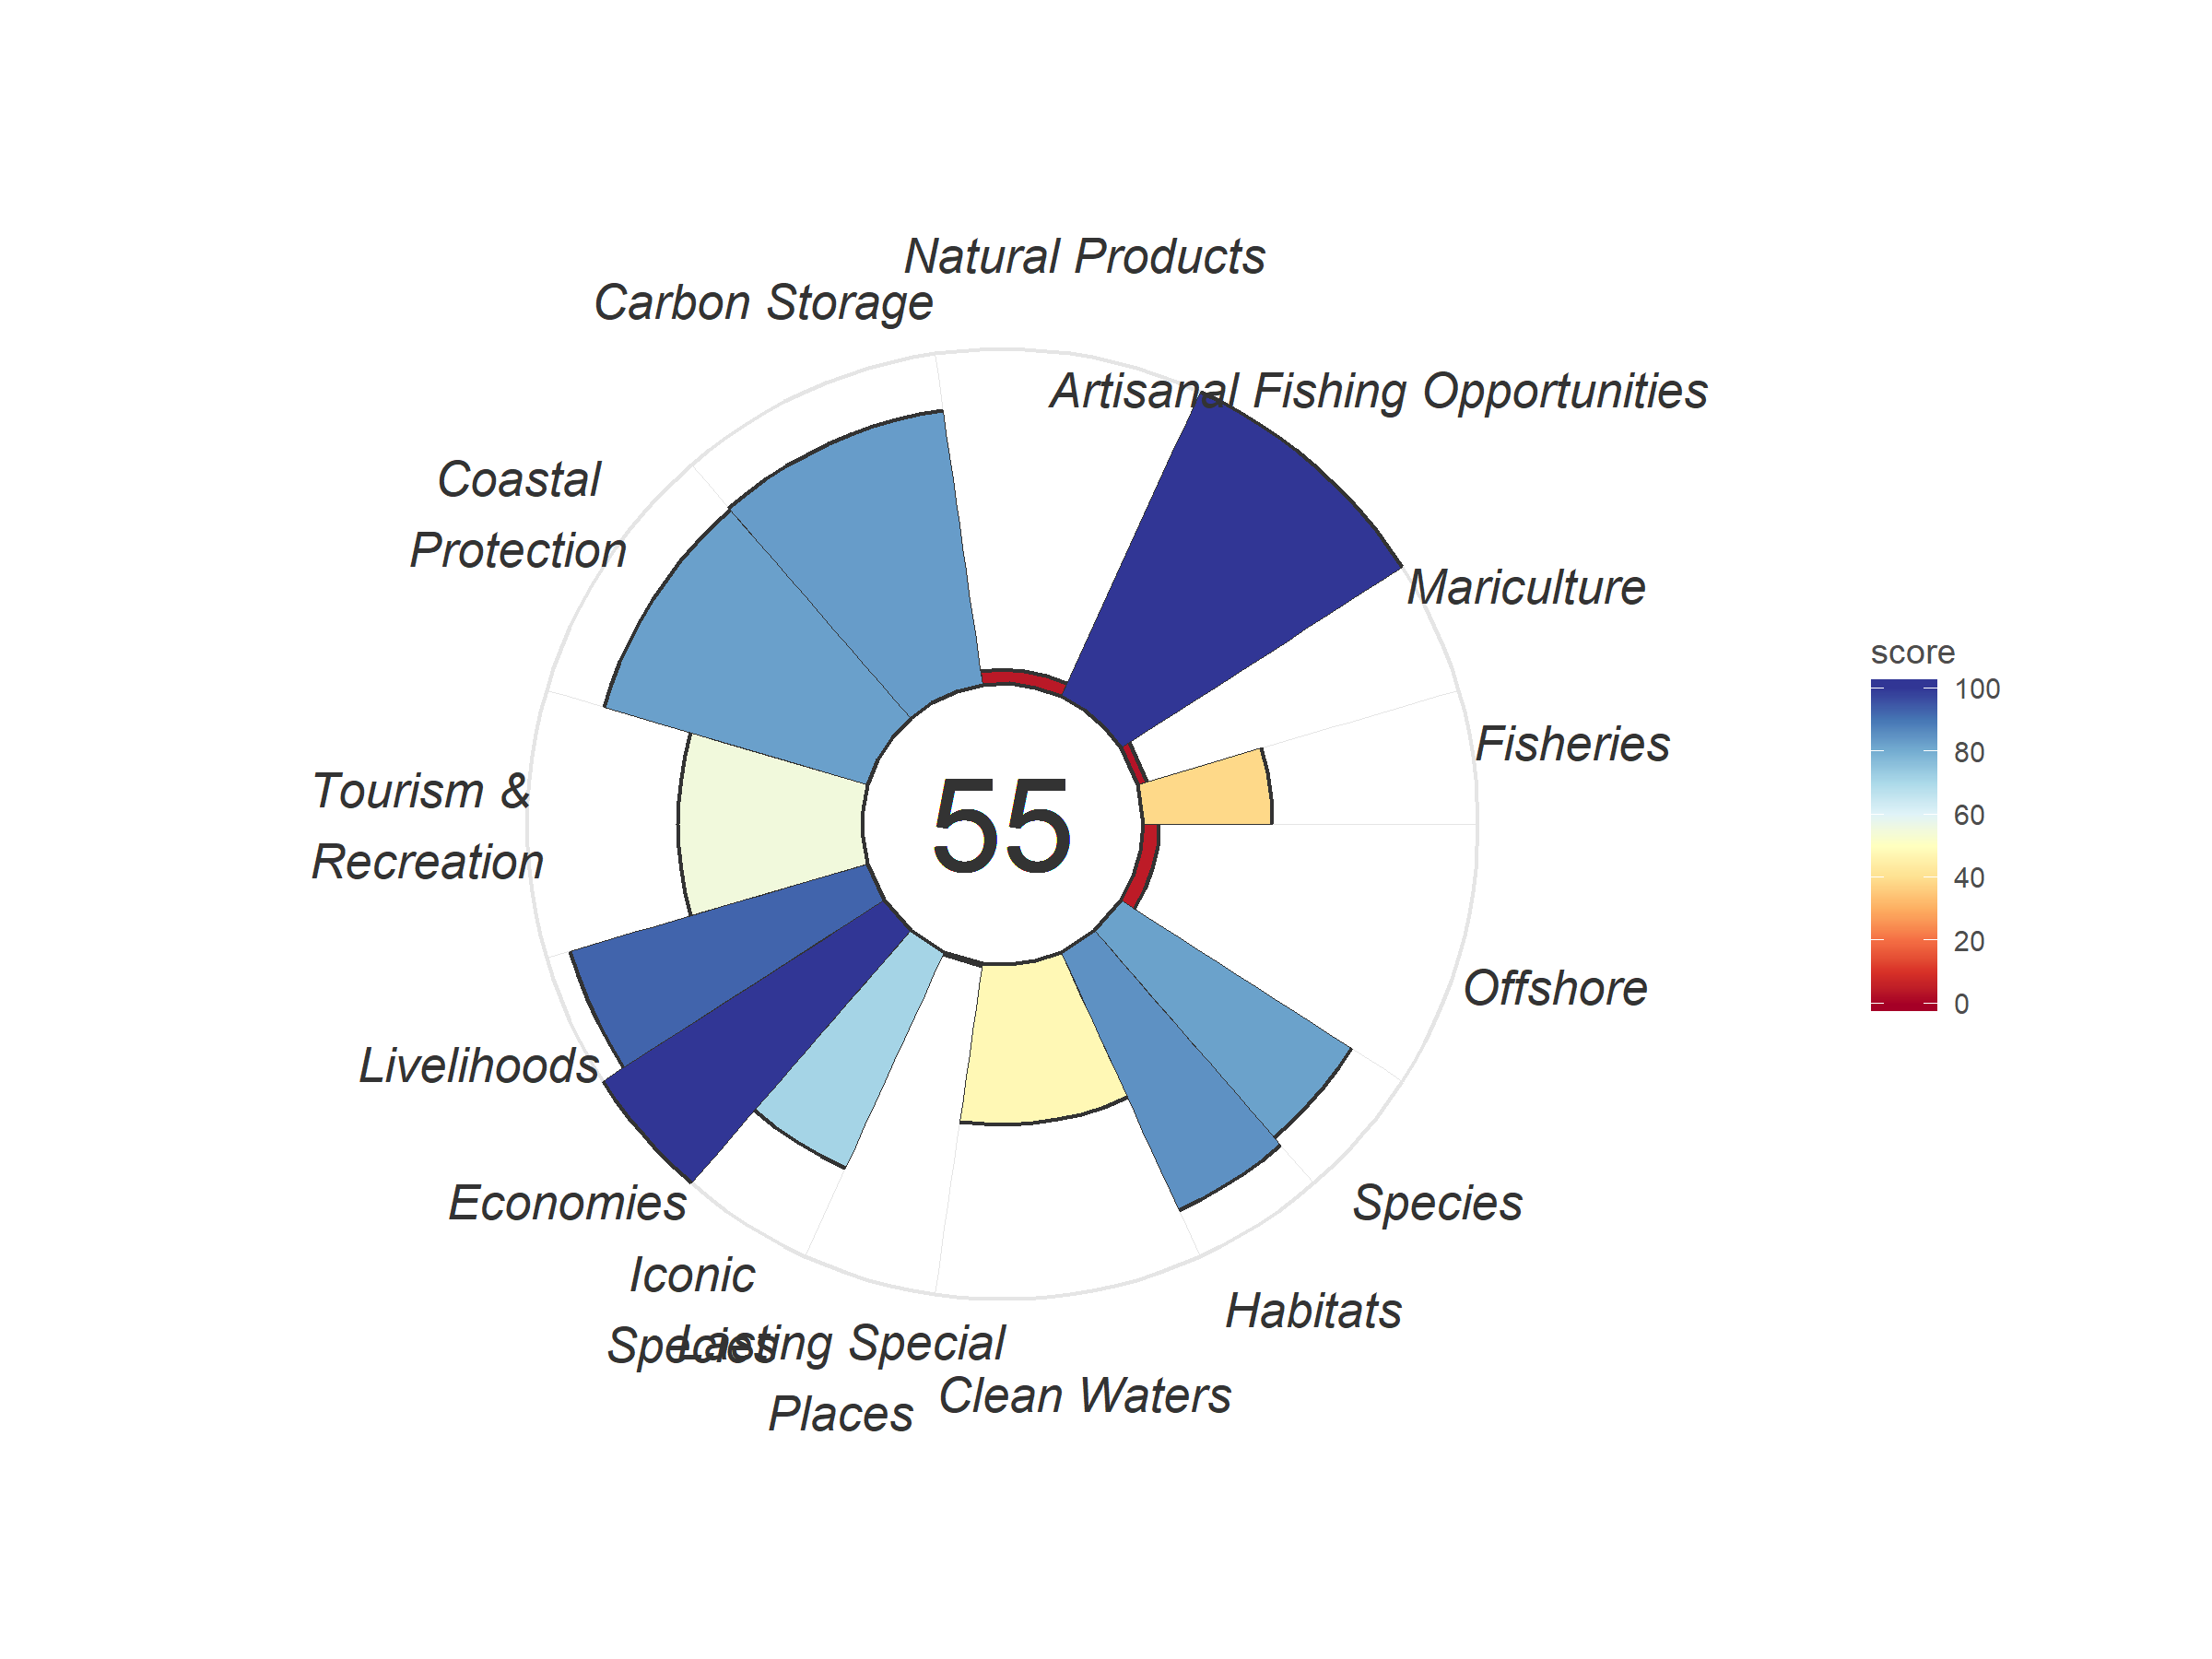 Natural Products
Carbon Storage
Artisanal Fishing Opportunities
Coastal
Protection
Mariculture
Fisheries
Tourism &
Recreation
55
Offshore
Livelihoods
Economies
Species
Iconic
Species
Habitats
Lasting Special
Places
Clean Waters
score
100
80
60
40
20
0